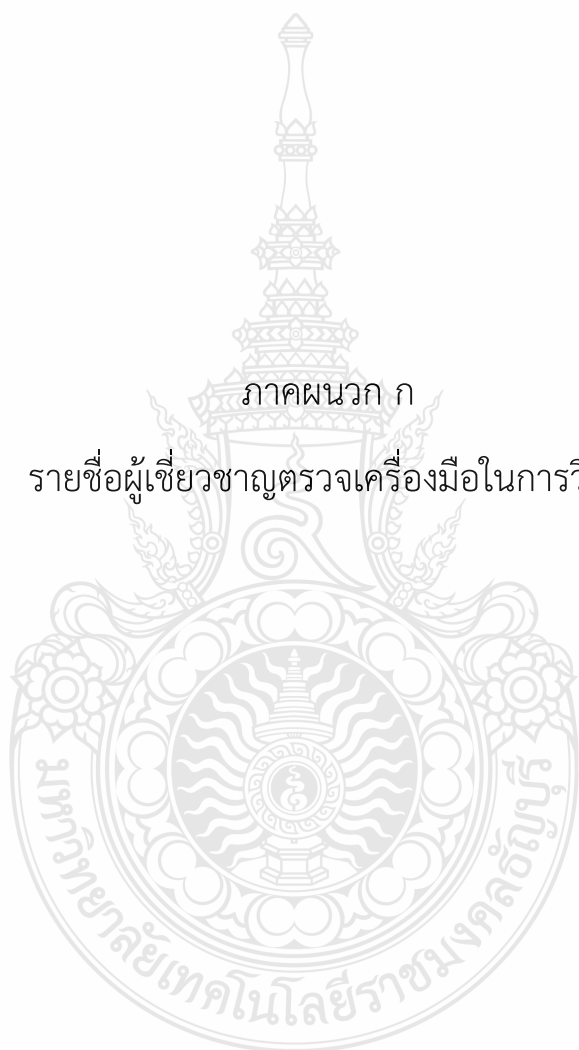 ภาคผนวก ก
รายชื่อผู้เชี่ยวชาญตรวจเครื่องมือในการวิ
มหาวิทยาลัยเทคโนโลยีราชมงคลธัญบุรี